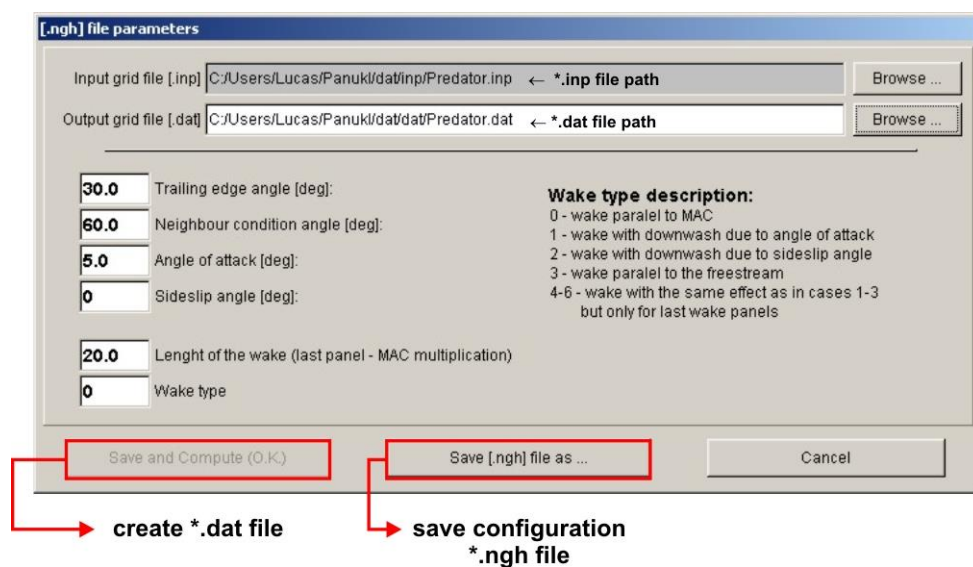 [.ngh] file parameters
Input grid file [.inp] C:/Users/Lucas/Panukl/dat/inp/Predator.inp ← *.inp file path Browse ...
Output grid file [.dat] C:/Users/Lucas/Panukl/dat/dat/Predator.dat ← *.dat file path Browse ...
30.0 Trailing edge angle [deg]:
60.0 Neighbour condition angle [deg]:
5.0 Angle of attack [deg]:
0 Sideslip angle [deg]:
20.0 Lenght of the wake (last panel - MAC multiplication)
0 Wake type
Wake type description:
0 - wake paralel to MAC
1 - wake with downwash due to angle of attack
2 - wake with downwash due to sideslip angle
3 - wake paralel to the freestream
4-6 - wake with the same effect as in cases 1-3
but only for last wake panels
Save and Compute (O.K.) Save [.ngh] file as ... Cancel
create *.dat file
save configuration
*.ngh file